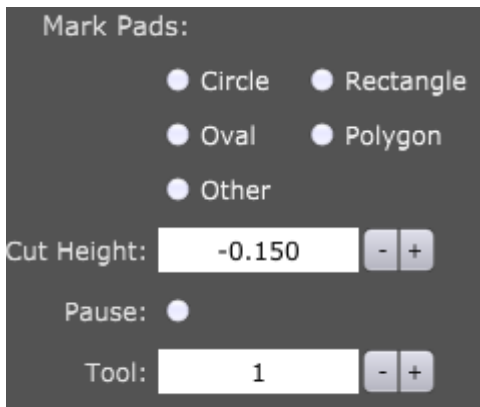 Mark Pads:
Circle Rectangle
Oval Polygon
Other
Cut Height: -0.150 - +
Pause:
Tool: 1 - +